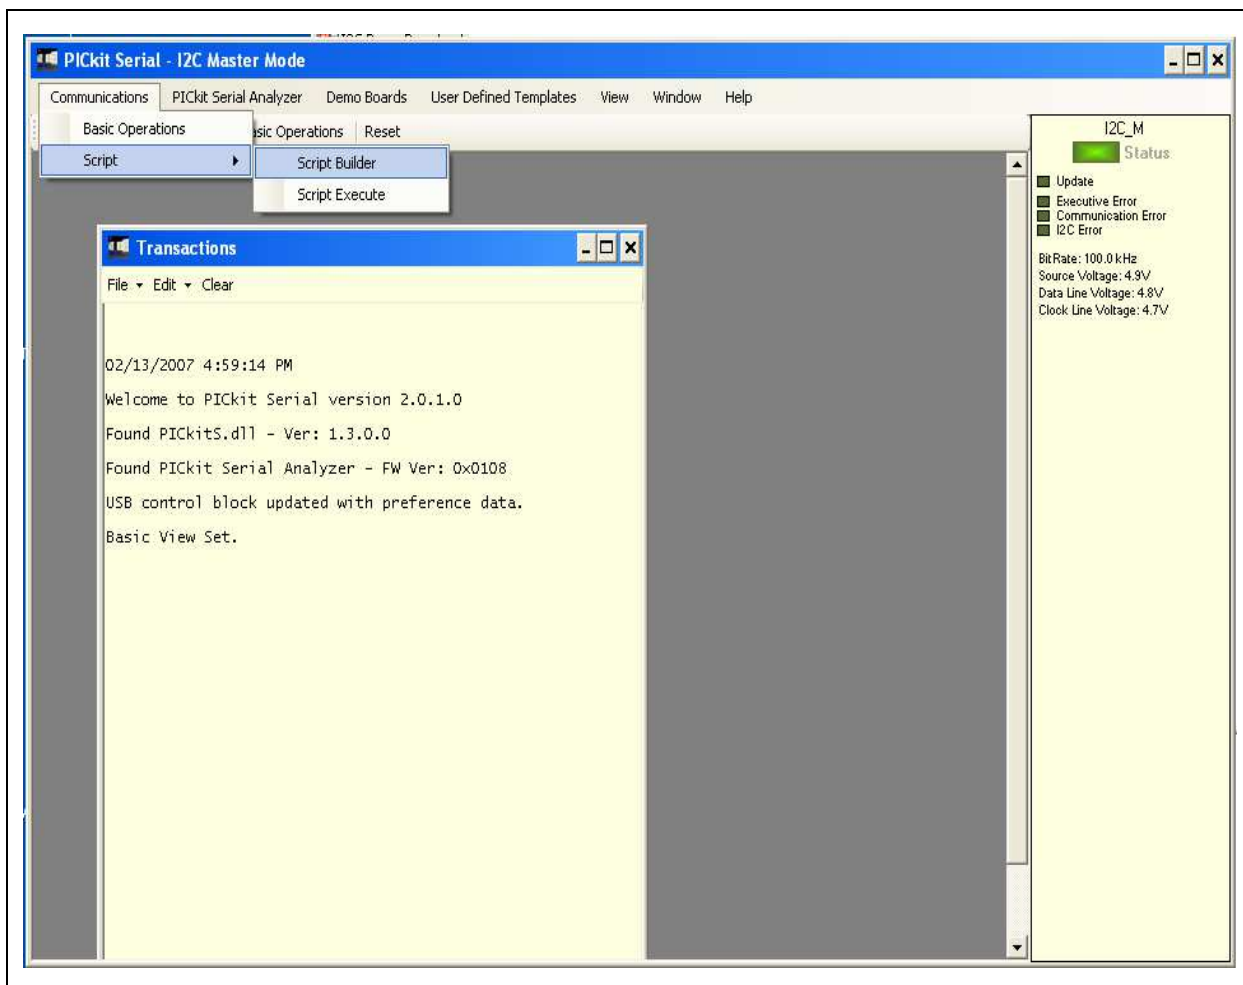 PICkit Serial - I2C Master Mode
Communications PICkit Serial Analyzer Demo Boards User Defined Templates View Window Help
Basic Operations
Operations Reset
Script
Script Builder
Script Execute
I2C_M
Status
Update
Executive Error
Communication Error
I2C Error
BitRate: 100.0 kHz
Source Voltage: 4.9V
Data Line Voltage: 4.8V
Clock Line Voltage: 4.7V
Transactions
File Edit Clear
02/13/2007 4:59:14 PM
Welcome to PICkit Serial version 2.0.1.0
Found PICkitS.dll - Ver: 1.3.0.0
Found PICkit Serial Analyzer - FW Ver: 0x0108
USB control block updated with preference data.
Basic View Set.